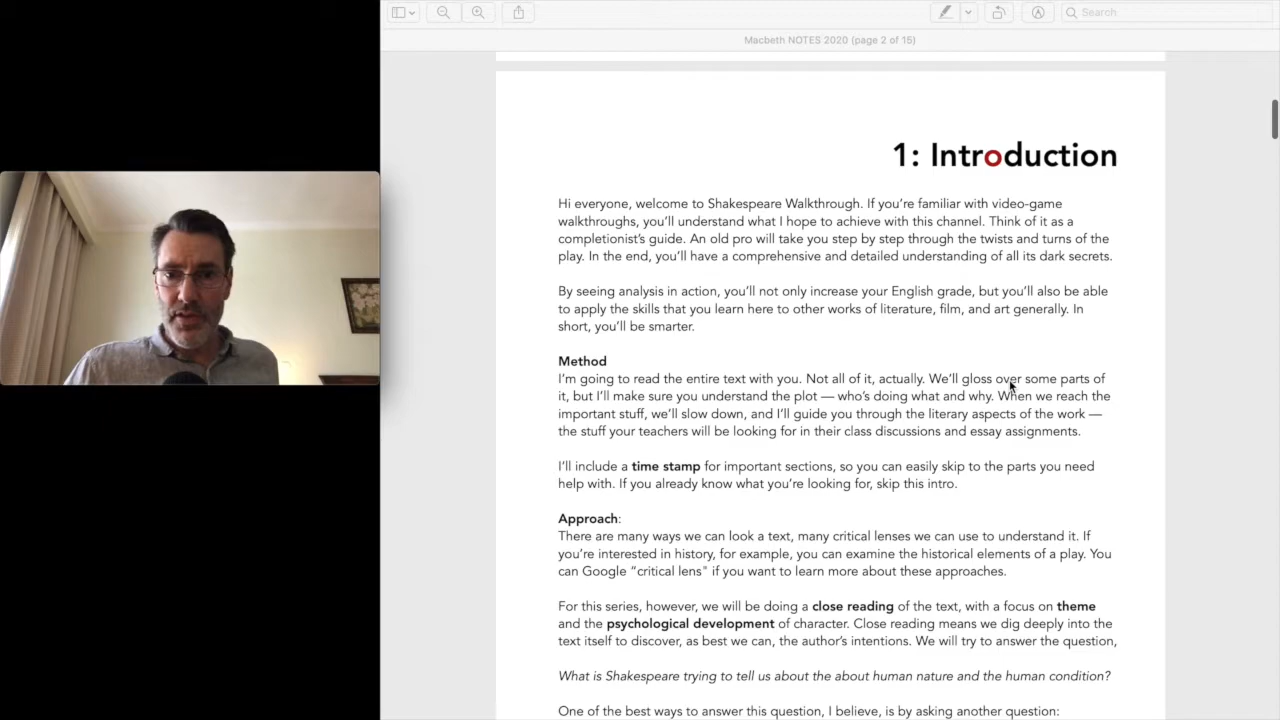 Search
Macbeth NOTES 2020 (page 2 of 15)
1: Introduction
Hi everyone, welcome to Shakespeare Walkthrough. If you're familiar with video-game
walkthroughs, you'll understand what I hope to achieve with this channel. Think of it as a
completionist's guide. An old pro will take you step by step through the twists and turns of the
play. In the end, you'll have a comprehensive and detailed understanding of all its dark secrets.
By seeing analysis in action, you'll not only increase your English grade, but you'll also be able
to apply the skills that you learn here to other works of literature, film, and art generally. In
short, you'll be smarter.
Method
I'm going to read the entire text with you. Not all of it, actually. We'll gloss over some parts of
it, but I'll make sure you understand the plot — who's doing what and why. When we reach the
important stuff, we'll slow down, and I'll guide you through the literary aspects of the work —
the stuff your teachers will be looking for in their class discussions and essay assignments.
I'll include a time stamp for important sections, so you can easily skip to the parts you need
help with. If you already know what you're looking for, skip this intro.
Approach:
There are many ways we can look a text, many critical lenses we can use to understand it. If
you're interested in history, for example, you can examine the historical elements of a play. You
can Google “critical lens" if you want to learn more about these approaches.
For this series, however, we will be doing a close reading of the text, with a focus on theme
and the psychological development of character. Close reading means we dig deeply into the
text itself to discover, as best we can, the author's intentions. We will try to answer the question,
What is Shakespeare trying to tell us about the about human nature and the human condition?
One of the best ways to answer this question, I believe, is by asking another question: